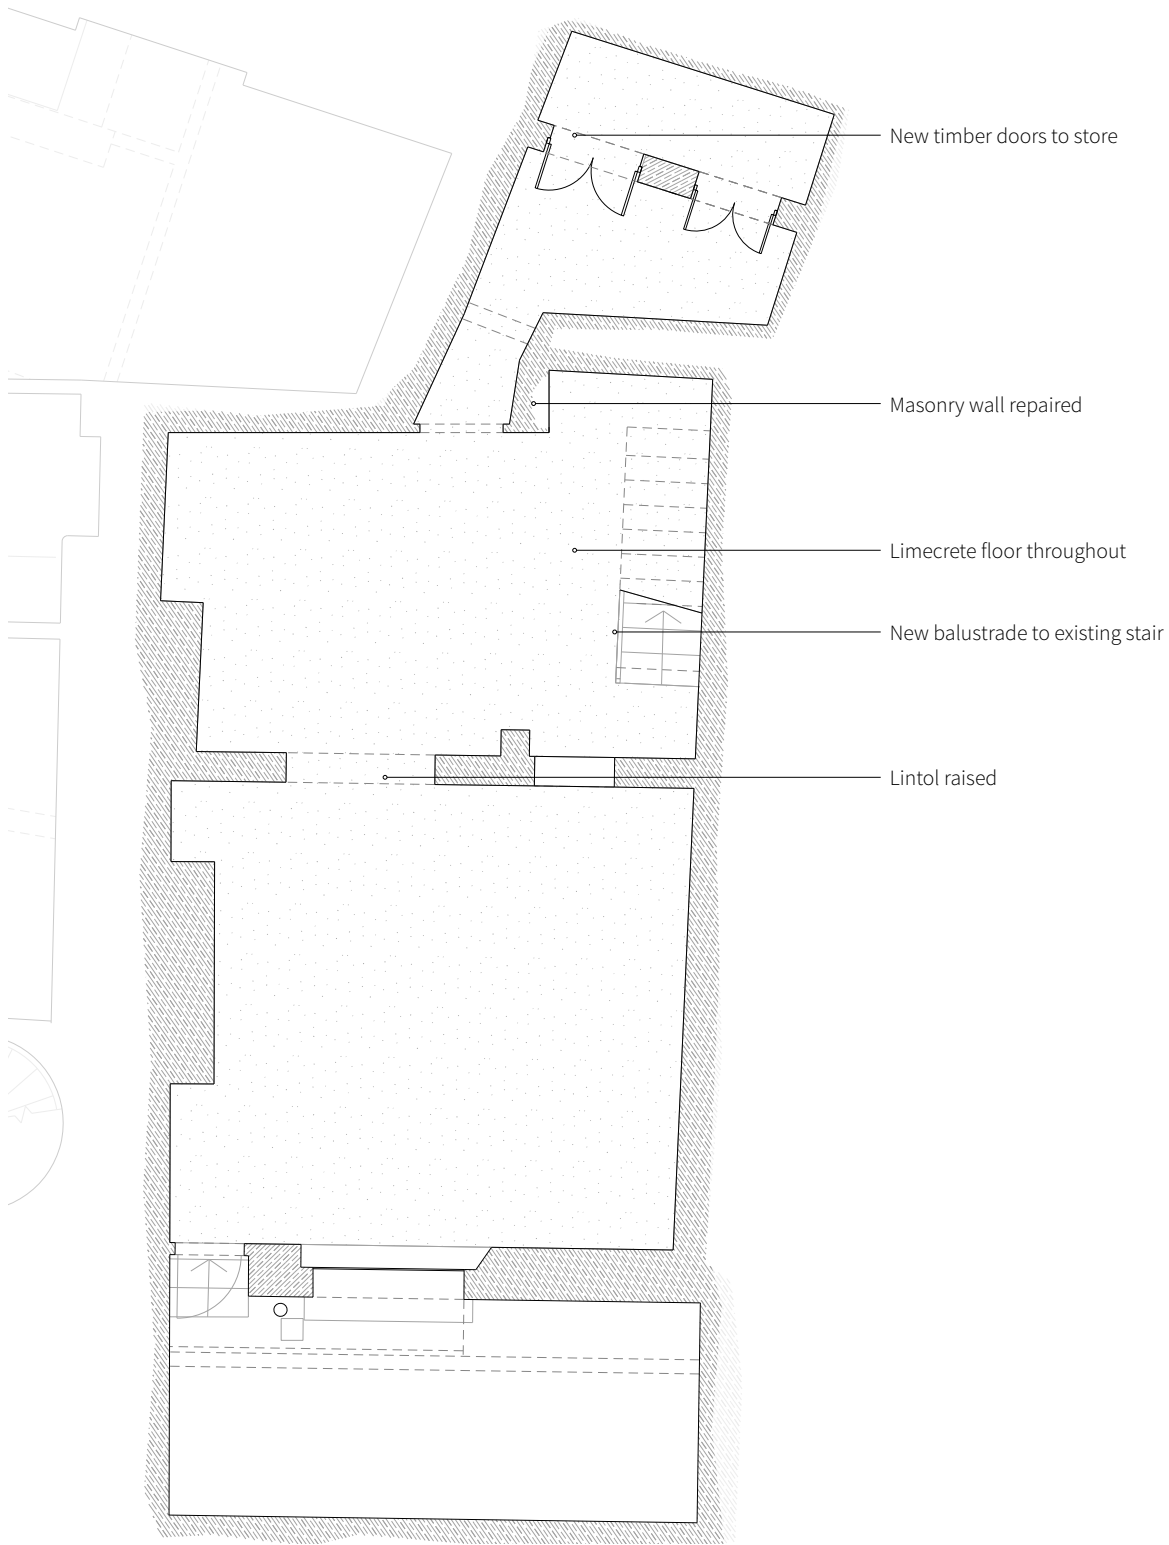 New timber doors to store
Masonry wall repaired
Limecrete floor throughout
New balustrade to existing stair
Lintol raised